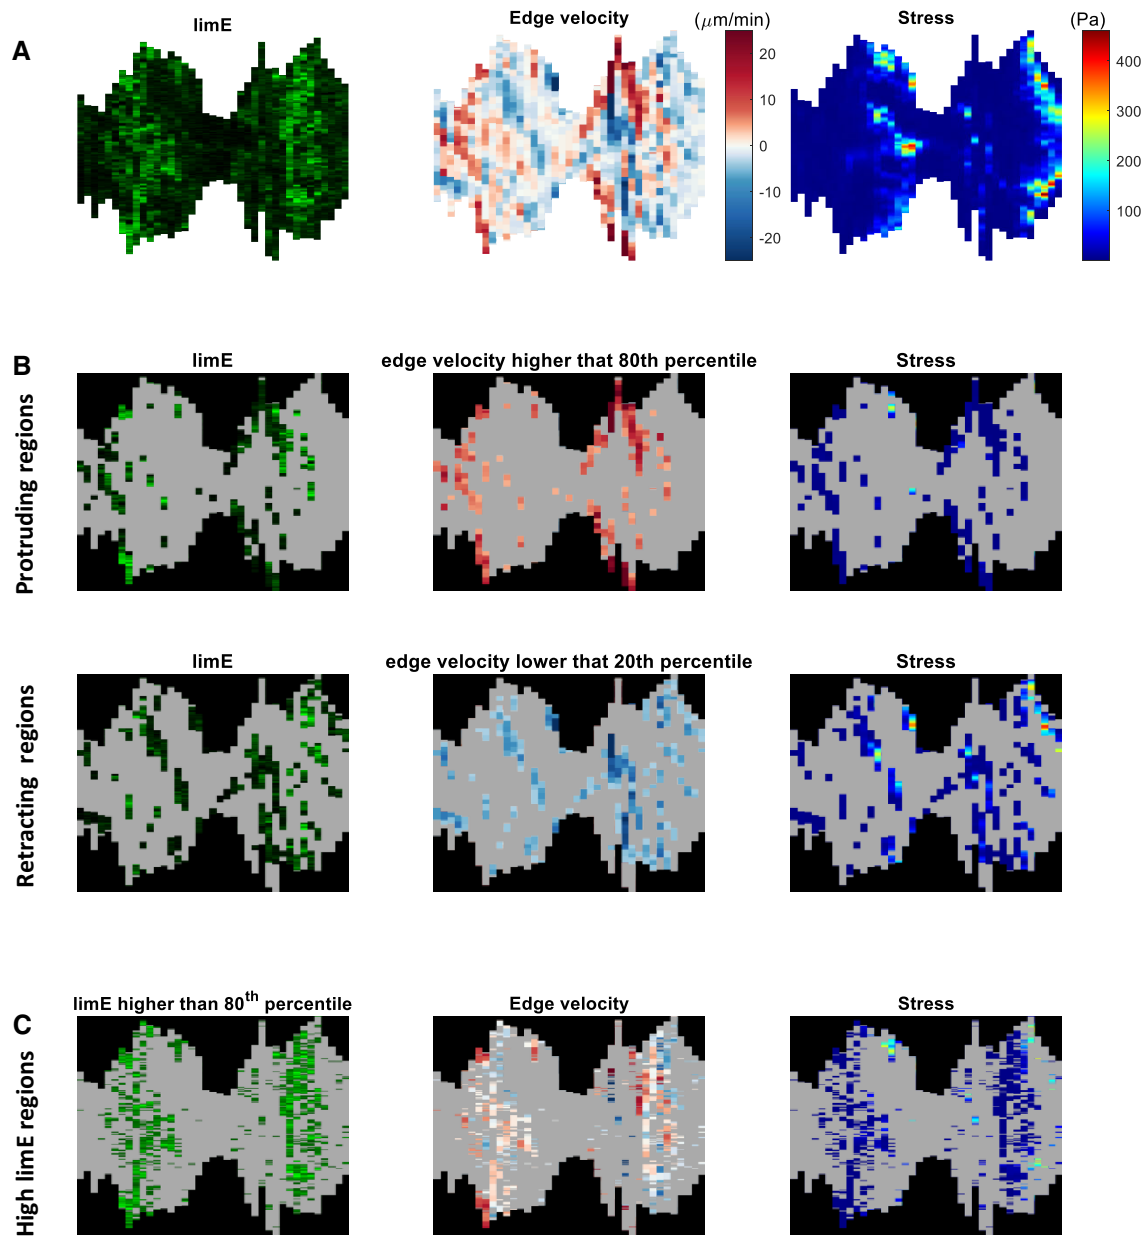 A
limE
Edge velocity
(μm/min)
10
0
-10
-20
20
Stress
(Pa)
400
300
200
100
B
Protruding regions
limE
edge velocity higher that 80th percentile
Stress
Retracting regions
limE
edge velocity lower that 20th percentile
Stress
C
High limE regions
limE higher than 80th percentile
Edge velocity
Stress